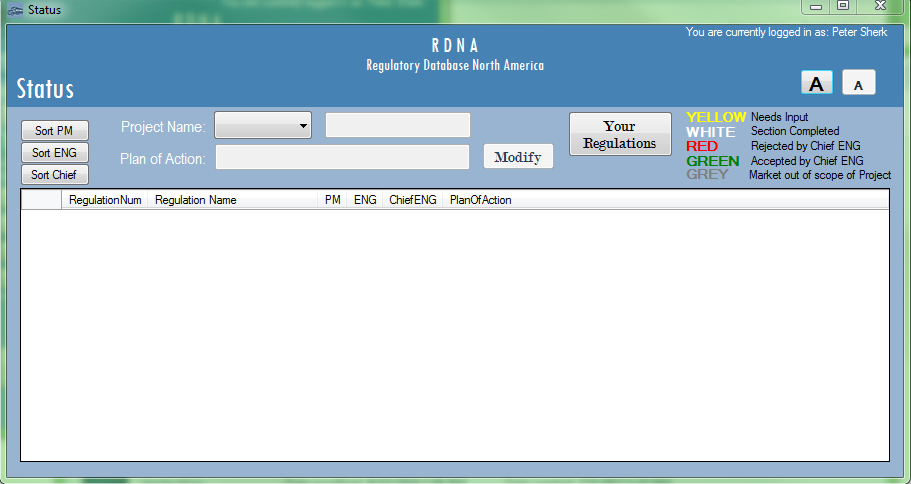 Status
You are currently logged in as: Peter Sherk
RDNA
Regulatory Database North America
Status
A A
Sort PM
Sort ENG
Sort Chief
Project Name:
Plan of Action:
Modify
Your
Regulations
YELLOW Needs Input
WHITE Section Completed
RED Rejected by Chief ENG
GREEN Accepted by Chief ENG
GREY Market out of scope of Project
RegulationNum Regulation Name PM ENG ChiefENG PlanOfAction